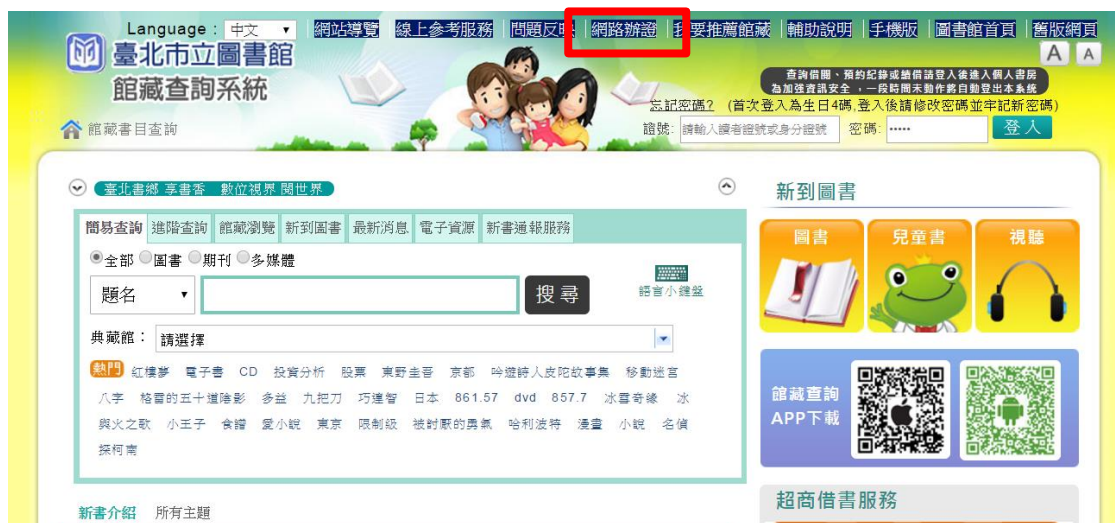 Language: 中文 | 網站導覽 | 線上參考服務 | 問題反映 | 網路辦證 | 我要推薦館藏 | 輔助說明 | 手機版 | 圖書館首頁 | 舊版網頁
臺北市立圖書館
館藏查詢系統
A A
查詢借閱、預約紀錄或續借請登入後進入個人書房
為加強資訊安全,一段時間未動作將自動登出本系統
忘記密碼? (首次登入為生日4碼,登入後請修改密碼並牢記新密碼)
館藏書目查詢
證號: 請輸入讀者證號或身分證號 密碼: ••••• 登入
臺北書鄉 享書香 數位視界 閱世界
簡易查詢 進階查詢 館藏瀏覽 新到圖書 最新消息 電子資源 新書通報服務
全部 圖書 期刊 多媒體
題名 搜尋 語言小鍵盤
典藏館: 請選擇
熱門 紅樓夢 電子書 CD 投資分析 股票 東野圭吾 京都 吟遊詩人皮陀故事集 移動迷宮
八字 格雷的五十道陰影 多益 九把刀 巧連智 日本 861.57 dvd 857.7 冰雪奇緣 冰
與火之歌 小王子 食譜 愛小說 東京 限制級 被討厭的勇氣 哈利波特 漫畫 小說 名偵
探柯南
新書介紹 所有主題
新到圖書
圖書 兒童書 視聽
館藏查詢
APP下載
超商借書服務